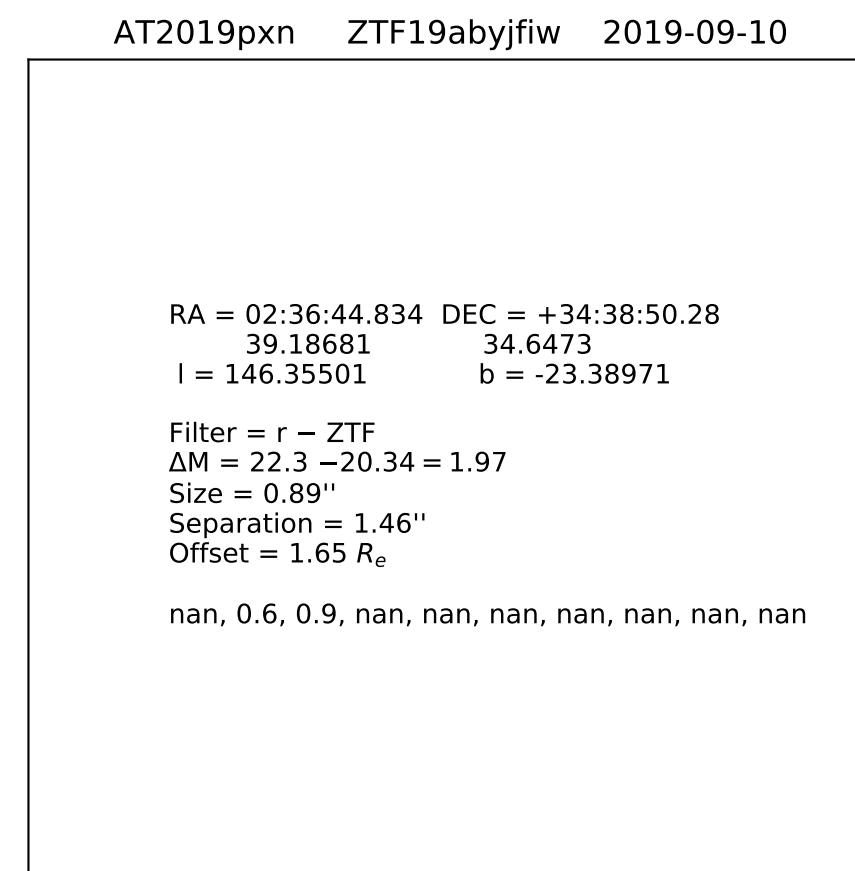 AT2019pxn ZTF19abyjfiw 2019-09-10
RA = 02:36:44.834 DEC = +34:38:50.28
39.18681 34.6473
l = 146.35501 b = -23.38971
Filter = r − ZTF
ΔM = 22.3 −20.34 = 1.97
Size = 0.89''
Separation = 1.46''
Offset = 1.65 Re
nan, 0.6, 0.9, nan, nan, nan, nan, nan, nan, nan